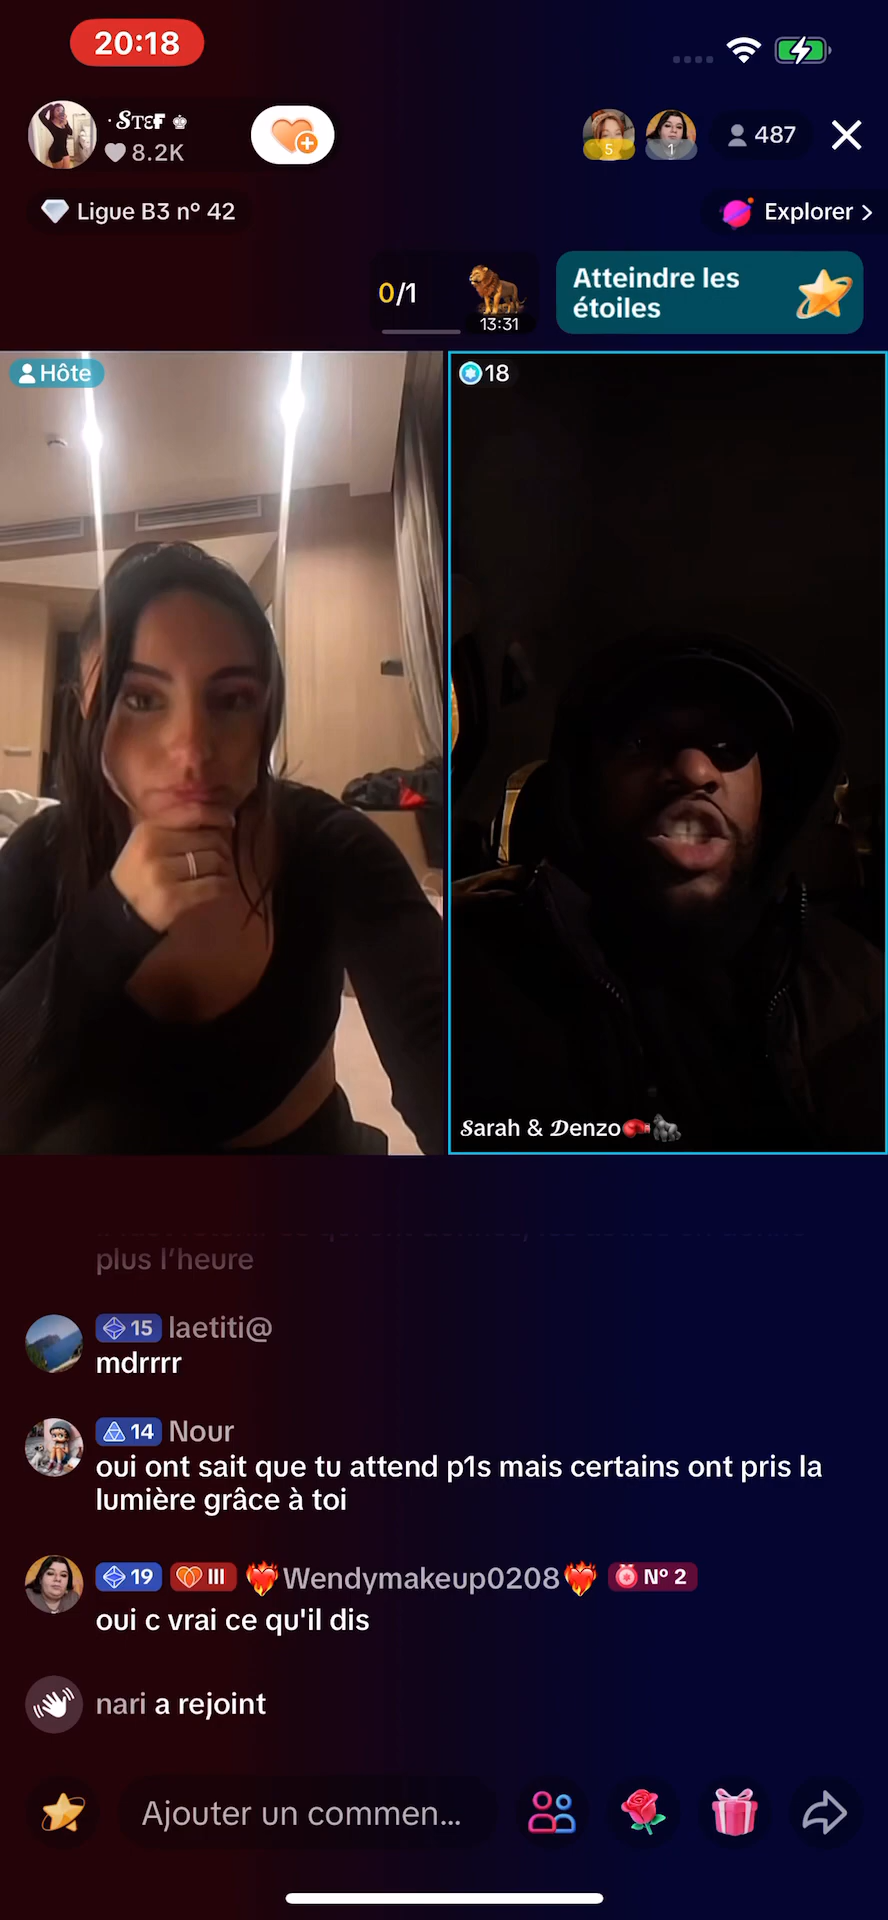 20:18
· STEF
8.2K
5
1
487
Ligue B3 nº 42
Explorer >
0/1
13:31
Atteindre les
étoiles
Hôte
18
Sarah & Denzo
plus l'heure
15 laetiti@
mdrrrr
14 Nour
oui ont sait que tu attend p1s mais certains ont pris la
lumière grâce à toi
19 III ❤️‍🔥Wendymakeup0208❤️‍🔥 Nº 2
oui c vrai ce qu'il dis
nari a rejoint
Ajouter un commen...